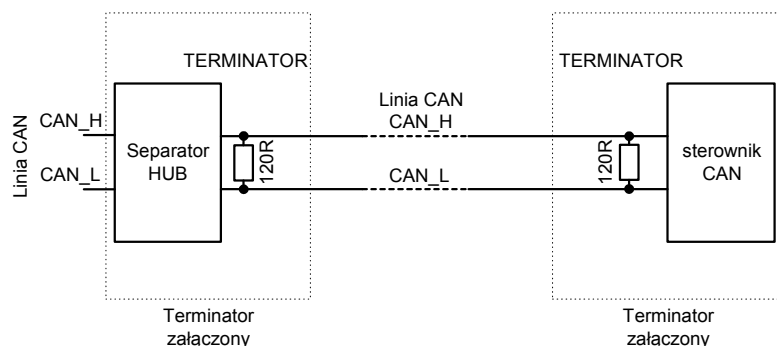 TERMINATOR
TERMINATOR
Linia CAN
CAN_H
CAN_L
Separator
HUB
120R
Linia CAN
CAN_H
CAN_L
120R
sterownik
CAN
Terminator
załączony
Terminator
załączony